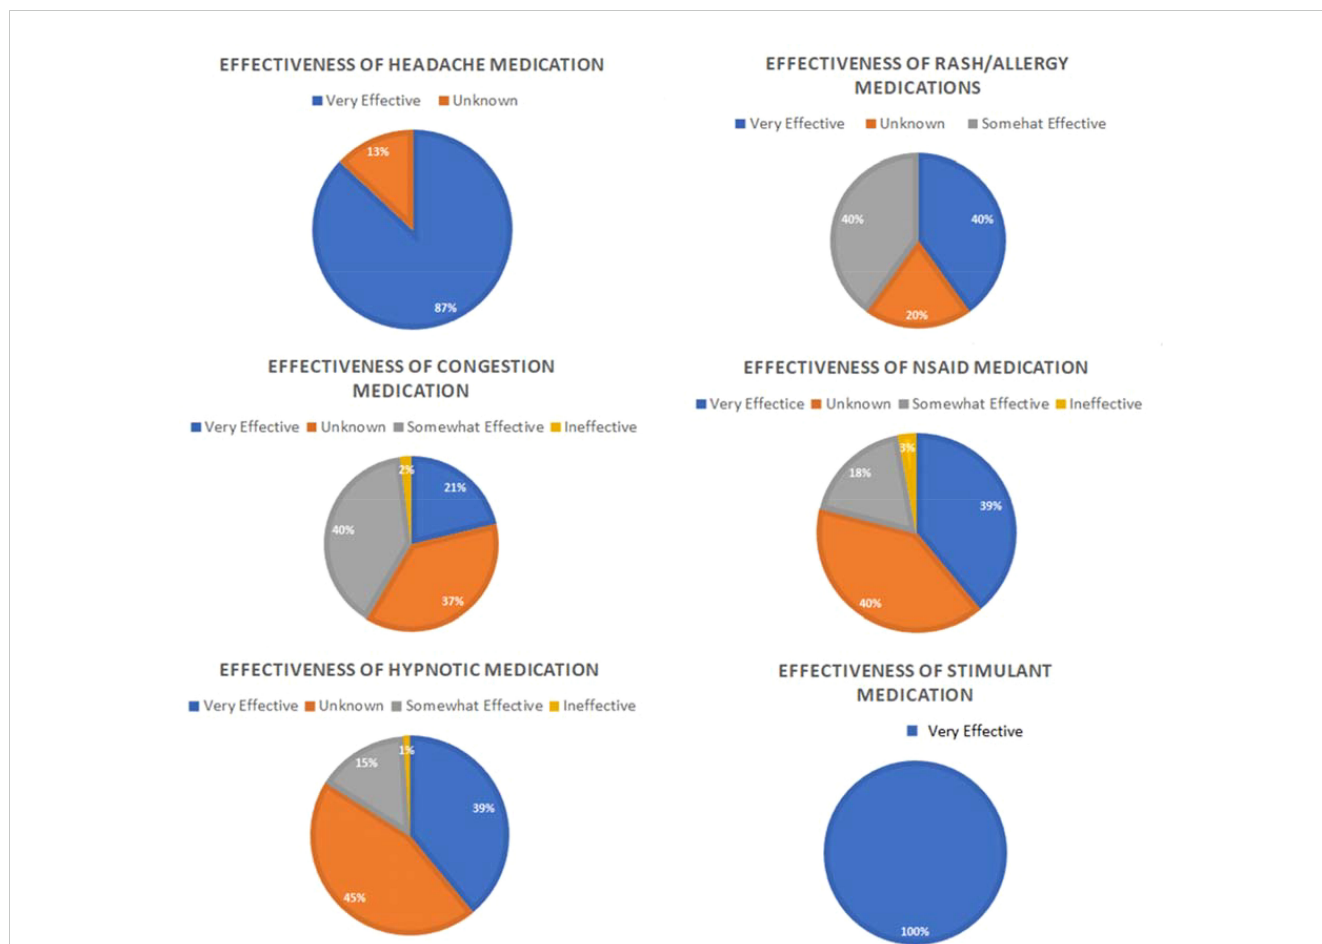 EFFECTIVENESS OF HEADACHE MEDICATION
Very Effective Unknown
13%
87%
EFFECTIVENESS OF RASH/ALLERGY
MEDICATIONS
Very Effective Unknown Somehat Effective
40% 40%
20%
EFFECTIVENESS OF CONGESTION
MEDICATION
Very Effective Unknown Somewhat Effective Ineffective
2%
21%
40%
37%
EFFECTIVENESS OF NSAID MEDICATION
Very Effectice Unknown Somewhat Effective Ineffective
3%
18%
39%
40%
EFFECTIVENESS OF HYPNOTIC MEDICATION
Very Effective Unknown Somewhat Effective Ineffective
1%
15%
39%
45%
EFFECTIVENESS OF STIMULANT
MEDICATION
Very Effective
100%